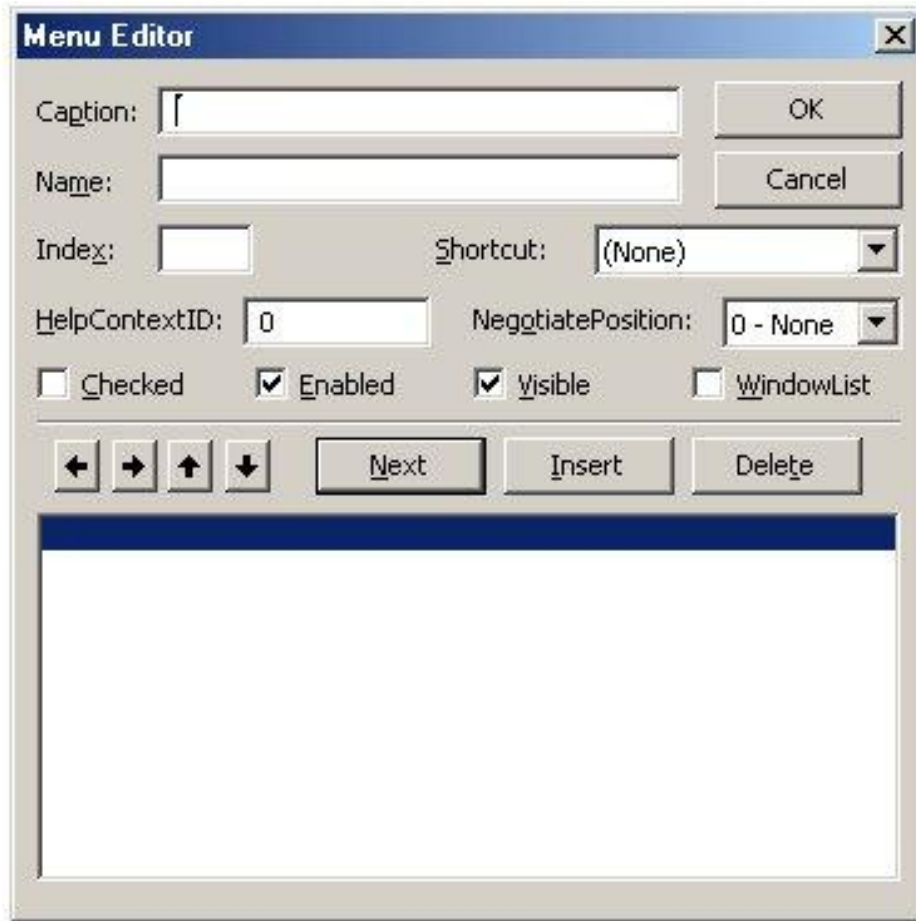 Menu Editor
Caption:
OK
Name:
Cancel
Index:
Shortcut: (None)
HelpContextID: 0
NegotiatePosition: 0 - None
Checked
Enabled
Visible
WindowList
Next
Insert
Delete